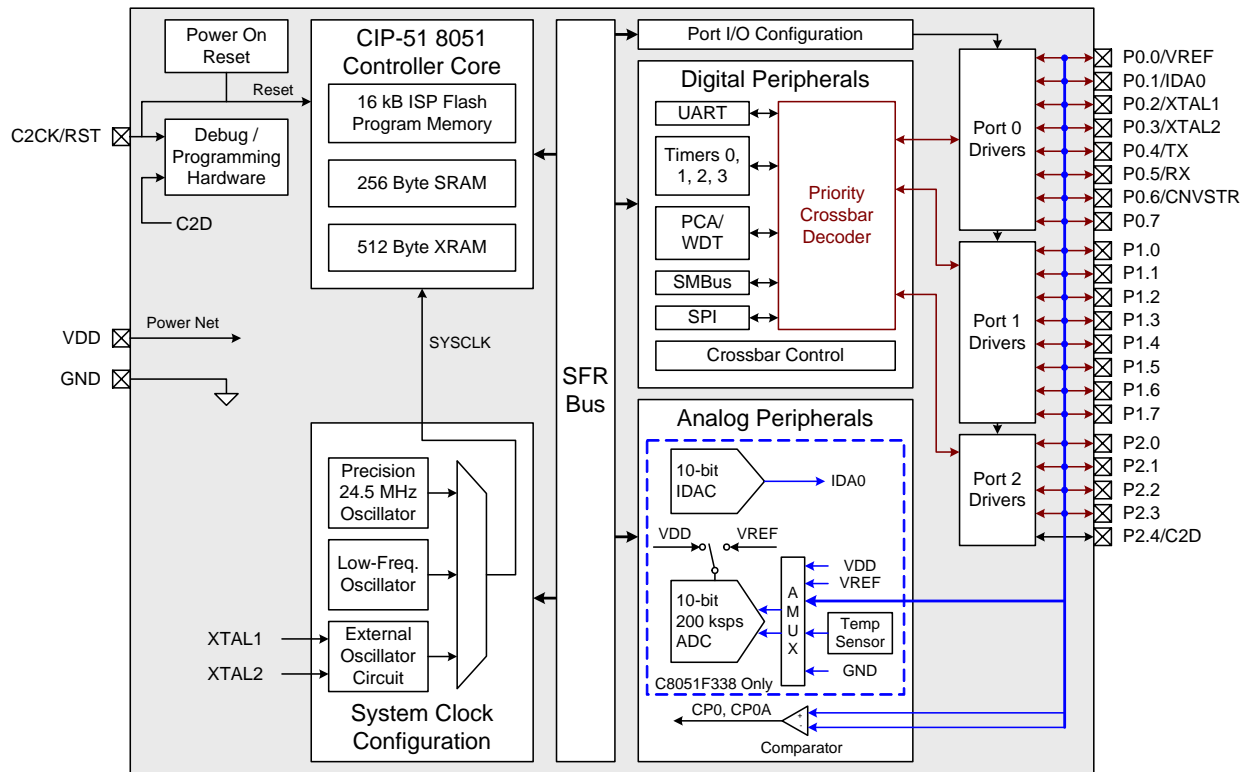 Power On
Reset
Reset
C2CK/RST
Debug /
Programming
Hardware
C2D
VDD
Power Net
GND
CIP-51 8051
Controller Core
16 kB ISP Flash
Program Memory
256 Byte SRAM
512 Byte XRAM
SYSCLK
Precision
24.5 MHz
Oscillator
Low-Freq.
Oscillator
External
Oscillator
Circuit
XTAL1
XTAL2
System Clock
Configuration
SFR
Bus
Port I/O Configuration
Digital Peripherals
UART
Timers 0,
1, 2, 3
PCA/
WDT
SMBus
SPI
Priority
Crossbar
Decoder
Crossbar Control
Analog Peripherals
10-bit
IDAC
IDA0
VDD
VREF
10-bit
200 ksps
ADC
A
M
U
X
VDD
VREF
Temp
Sensor
GND
C8051F338 Only
CP0, CP0A
+
-
Comparator
Port 0
Drivers
Port 1
Drivers
Port 2
Drivers
P0.0/VREF
P0.1/IDA0
P0.2/XTAL1
P0.3/XTAL2
P0.4/TX
P0.5/RX
P0.6/CNVSTR
P0.7
P1.0
P1.1
P1.2
P1.3
P1.4
P1.5
P1.6
P1.7
P2.0
P2.1
P2.2
P2.3
P2.4/C2D